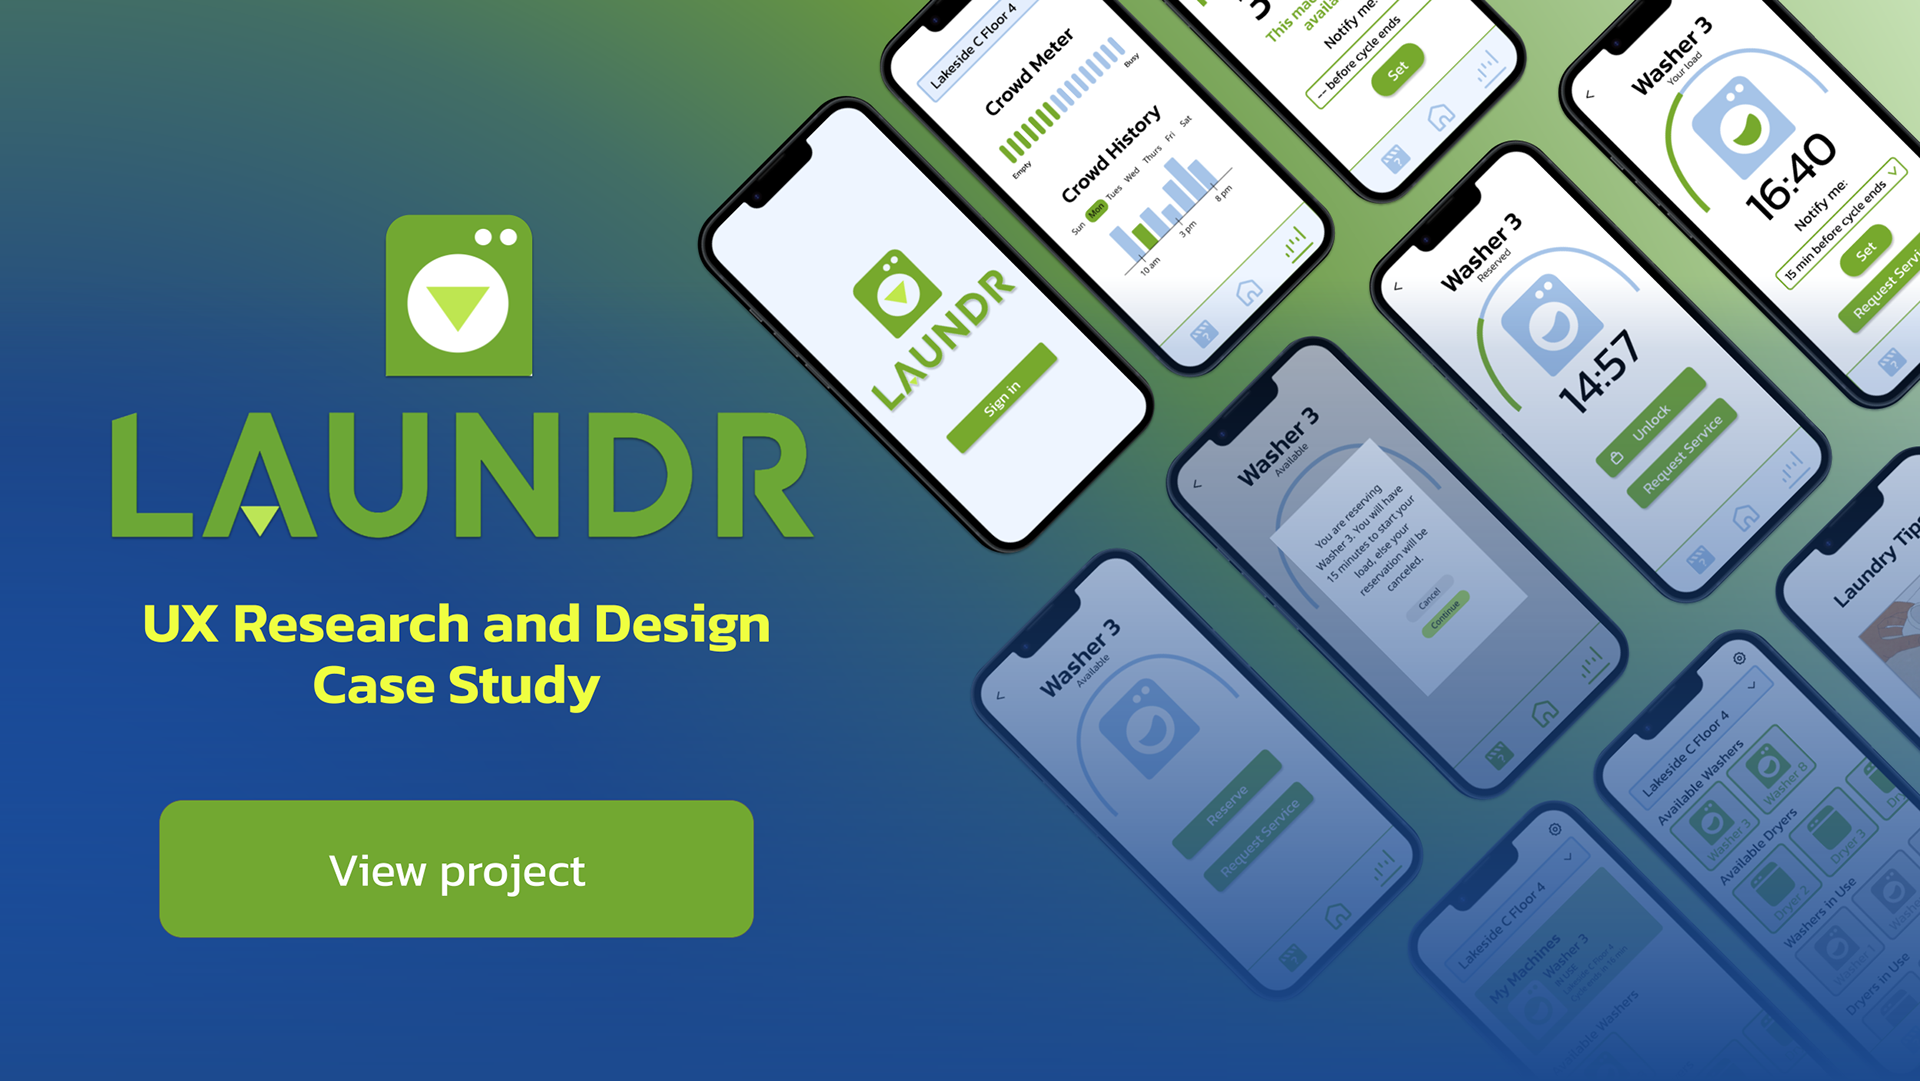 LAUNDR
UX Research and Design
Case Study
View project
LAUNDR
Sign in
Lakeside C Floor 4
Crowd Meter
Empty
Busy
Crowd History
Sun Mon Tues Wed Thurs Fri Sat
10 am
3 pm
8 pm
Notify me:
-- before cycle ends
Set
<
Washer 3
Your load
16:40
Notify me:
15 min before cycle ends
Set
<
Washer 3
Reserved
14:57
Unlock
Request Service
<
Washer 3
Available
You are reserving
Washer 3. You will have
15 minutes to start your
load, else your
reservation will be
canceled.
Cancel
Continue
<
Washer 3
Available
Reserve
Request Service
Lakeside C Floor 4
Available Washers
Washer 3
Washer 8
Available Dryers
Dryer 2
Dryer 3
Washers in Use
Dryers in Use
Lakeside C Floor 4
My Machines
Washer 3
Lakeside C Floor 4